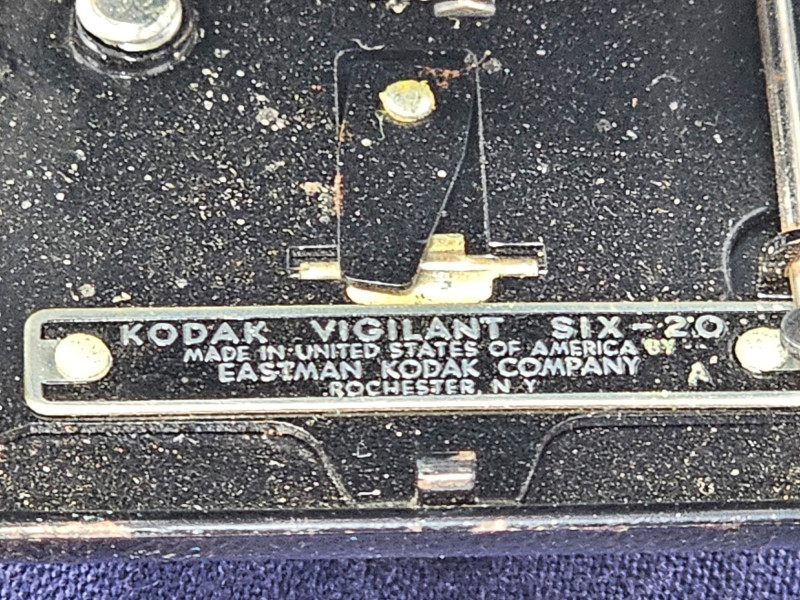 KODAK VIGILANT SIX-20
MADE IN UNITED STATES OF AMERICA BY
EASTMAN KODAK COMPANY
ROCHESTER, N.Y.
A